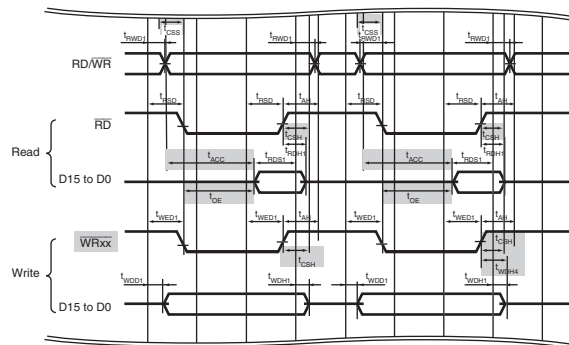 tCSS tCSS
tRWD1 tRWD1 tRWD1 tRWD1
RD/WR
tRSD tRSD tAH tRSD tRSD tAH
RD
tCSH tCSH
Read
tRDH1 tRDH1
tACC tRDS1 tACC tRDS1
D15 to D0
tOE tOE
tWED1 tWED1 tAH tWED1 tWED1 tAH
WRxx
tCSH tCSH
Write
tWDH4
tWDD1 tWDH1 tWDD1 tWDH1
D15 to D0